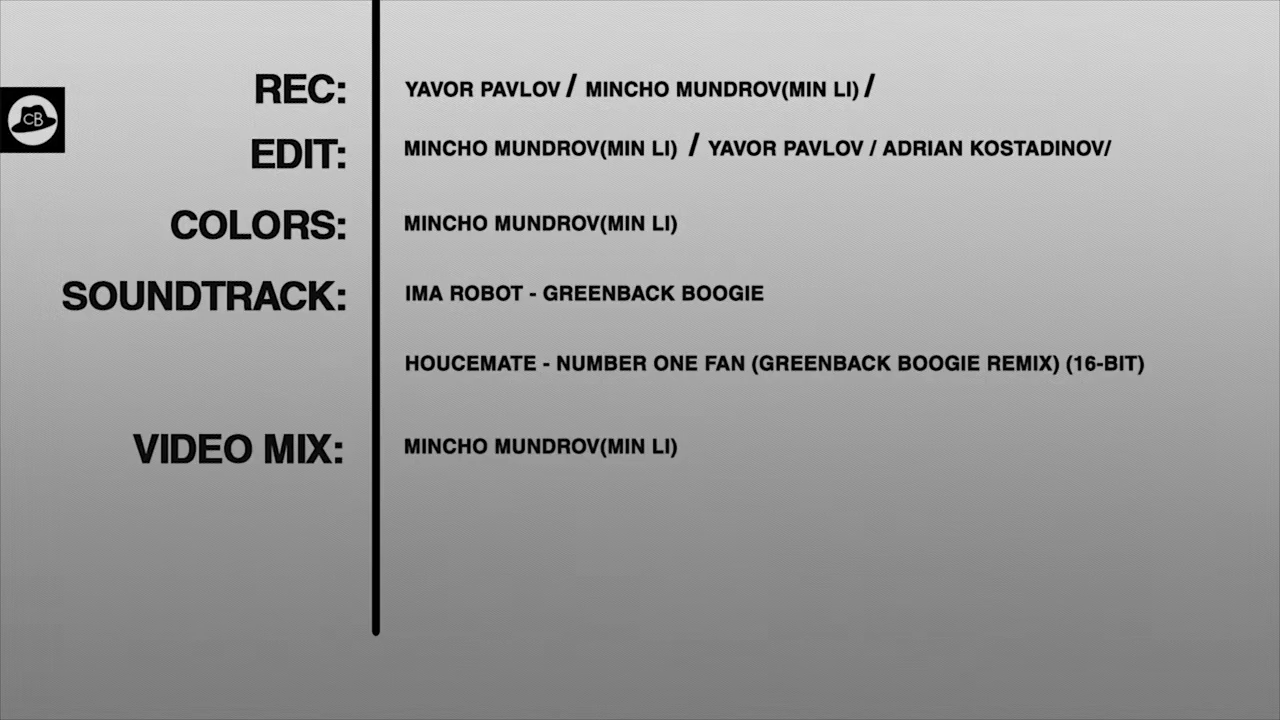 REC: YAVOR PAVLOV / MINCHO MUNDROV(MIN LI) /
CB
EDIT: MINCHO MUNDROV(MIN LI) / YAVOR PAVLOV / ADRIAN KOSTADINOV/
COLORS: MINCHO MUNDROV(MIN LI)
SOUNDTRACK: IMA ROBOT - GREENBACK BOOGIE
HOUCEMATE - NUMBER ONE FAN (GREENBACK BOOGIE REMIX) (16-BIT)
VIDEO MIX: MINCHO MUNDROV(MIN LI)